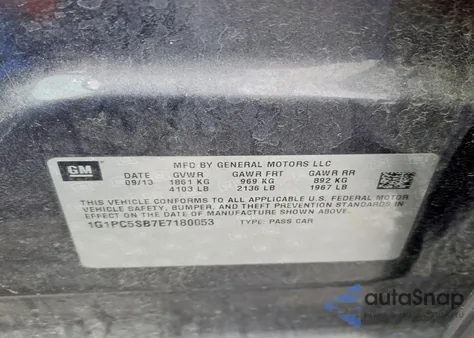 GM
MFD BY GENERAL MOTORS LLC
DATE GVWR GAWR FRT GAWR RR
09/13 1861 KG 969 KG 892 KG
4103 LB 2136 LB 1967 LB
THIS VEHICLE CONFORMS TO ALL APPLICABLE U.S. FEDERAL MOTOR
VEHICLE SAFETY, BUMPER, AND THEFT PREVENTION STANDARDS IN
EFFECT ON THE DATE OF MANUFACTURE SHOWN ABOVE.
1G1PC5SB7E7180053 TYPE: PASS CAR
autoSnap